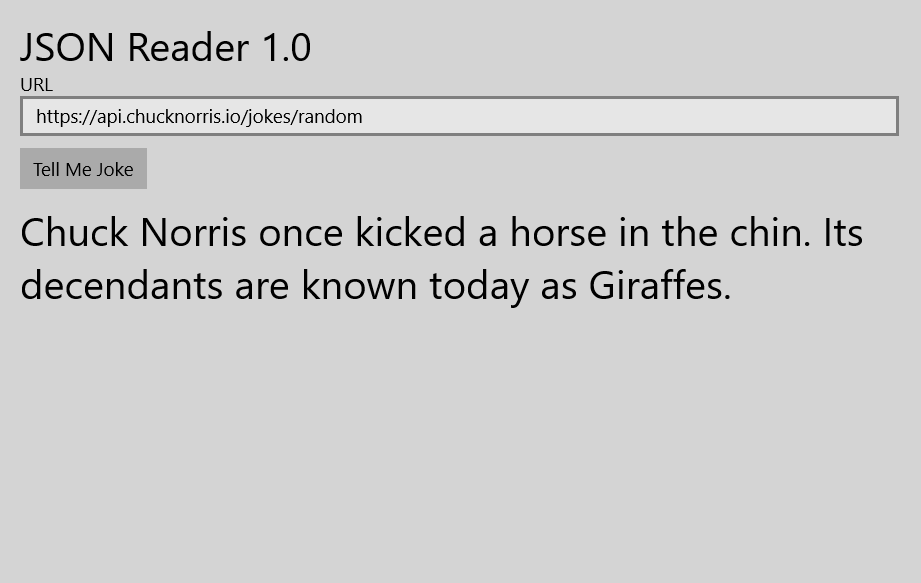 JSON Reader 1.0
URL
https://api.chucknorris.io/jokes/random
Tell Me Joke
Chuck Norris once kicked a horse in the chin. Its
decendants are known today as Giraffes.